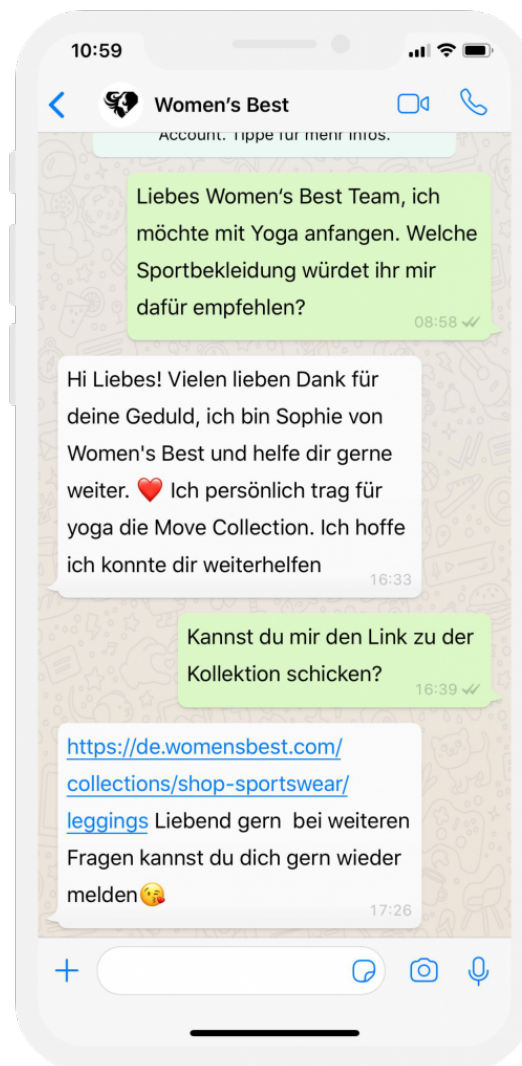 10:59
Women’s Best
Account. Tippe für mehr Infos.
Liebes Women‘s Best Team, ich
möchte mit Yoga anfangen. Welche
Sportbekleidung würdet ihr mir
dafür empfehlen?
08:58
Hi Liebes! Vielen lieben Dank für
deine Geduld, ich bin Sophie von
Women's Best und helfe dir gerne
weiter. ❤️ Ich persönlich trag für
yoga die Move Collection. Ich hoffe
ich konnte dir weiterhelfen
16:33
Kannst du mir den Link zu der
Kollektion schicken?
16:39
https://de.womensbest.com/
collections/shop-sportswear/
leggings Liebend gern  bei weiteren
Fragen kannst du dich gern wieder
melden😘
17:26